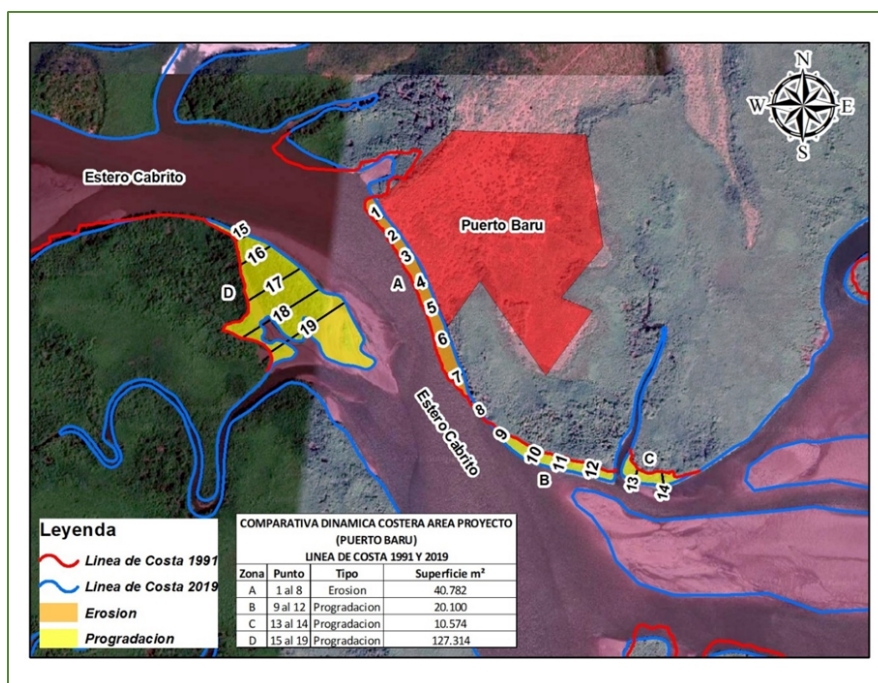 N
W E
S
Estero Cabrito
Puerto Baru
1
2
3
A 4
5
6
7
8
15
16
D 17
18
19
Estero Cabrito
9
10
11
12
B
C
13
14
Leyenda
Linea de Costa 1991
Linea de Costa 2019
Erosion
Progradacion
COMPARATIVA DINAMICA COSTERA AREA PROYECTO
(PUERTO BARU)
LINEA DE COSTA 1991 Y 2019
Zona Punto Tipo Superficie m²
A 1 al 8 Erosion 40.782
B 9 al 12 Progradacion 20.100
C 13 al 14 Progradacion 10.574
D 15 al 19 Progradacion 127.314